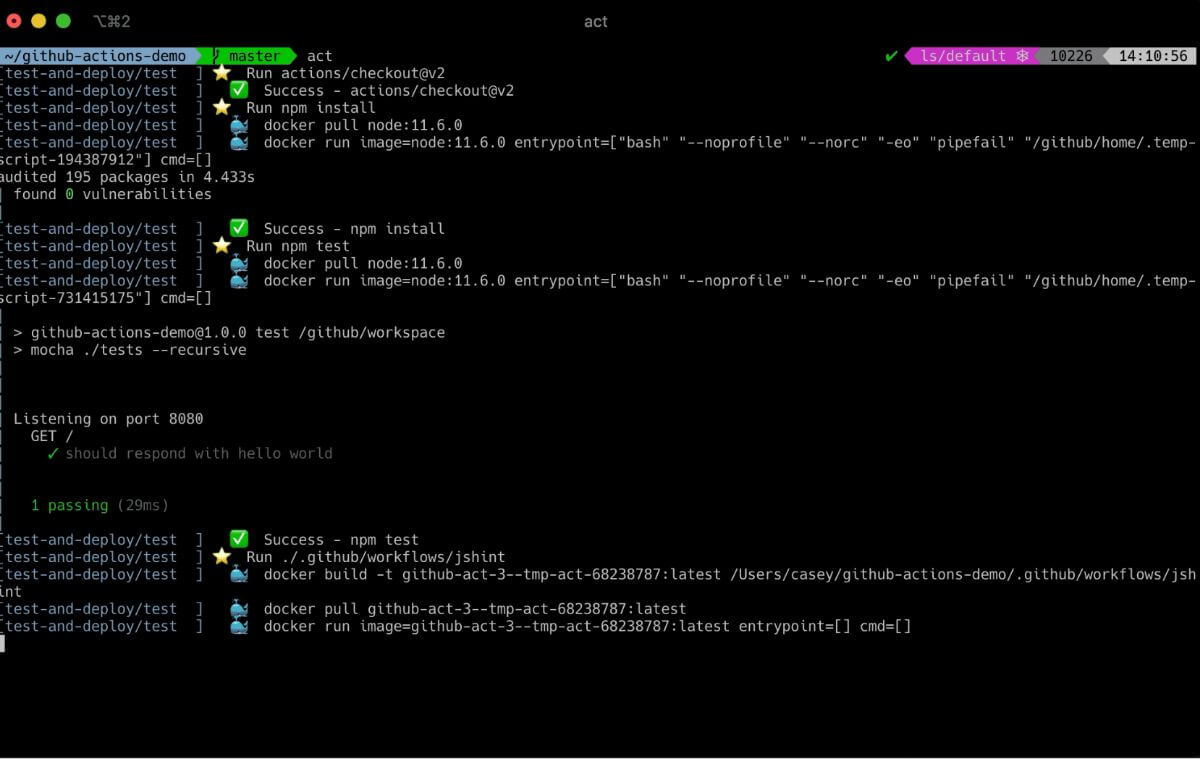 ⌥⌘2
act
~/github-actions-demo master act ✔ ls/default ☸ 10226 14:10:56
[test-and-deploy/test ] ⭐ Run actions/checkout@v2
[test-and-deploy/test ] ✅ Success - actions/checkout@v2
[test-and-deploy/test ] ⭐ Run npm install
[test-and-deploy/test ] 🐳 docker pull node:11.6.0
[test-and-deploy/test ] 🐳 docker run image=node:11.6.0 entrypoint=["bash" "--noprofile" "--norc" "-eo" "pipefail" "/github/home/.temp-
script-194387912"] cmd=[]
audited 195 packages in 4.433s
| found 0 vulnerabilities
|
[test-and-deploy/test ] ✅ Success - npm install
[test-and-deploy/test ] ⭐ Run npm test
[test-and-deploy/test ] 🐳 docker pull node:11.6.0
[test-and-deploy/test ] 🐳 docker run image=node:11.6.0 entrypoint=["bash" "--noprofile" "--norc" "-eo" "pipefail" "/github/home/.temp-
script-731415175"] cmd=[]
|
| > github-actions-demo@1.0.0 test /github/workspace
| > mocha ./tests --recursive
|
|
|
| Listening on port 8080
| GET /
| ✓ should respond with hello world
|
|
| 1 passing (29ms)
|
[test-and-deploy/test ] ✅ Success - npm test
[test-and-deploy/test ] ⭐ Run ./.github/workflows/jshint
[test-and-deploy/test ] 🐳 docker build -t github-act-3--tmp-act-68238787:latest /Users/casey/github-actions-demo/.github/workflows/jsh
int
[test-and-deploy/test ] 🐳 docker pull github-act-3--tmp-act-68238787:latest
[test-and-deploy/test ] 🐳 docker run image=github-act-3--tmp-act-68238787:latest entrypoint=[] cmd=[]